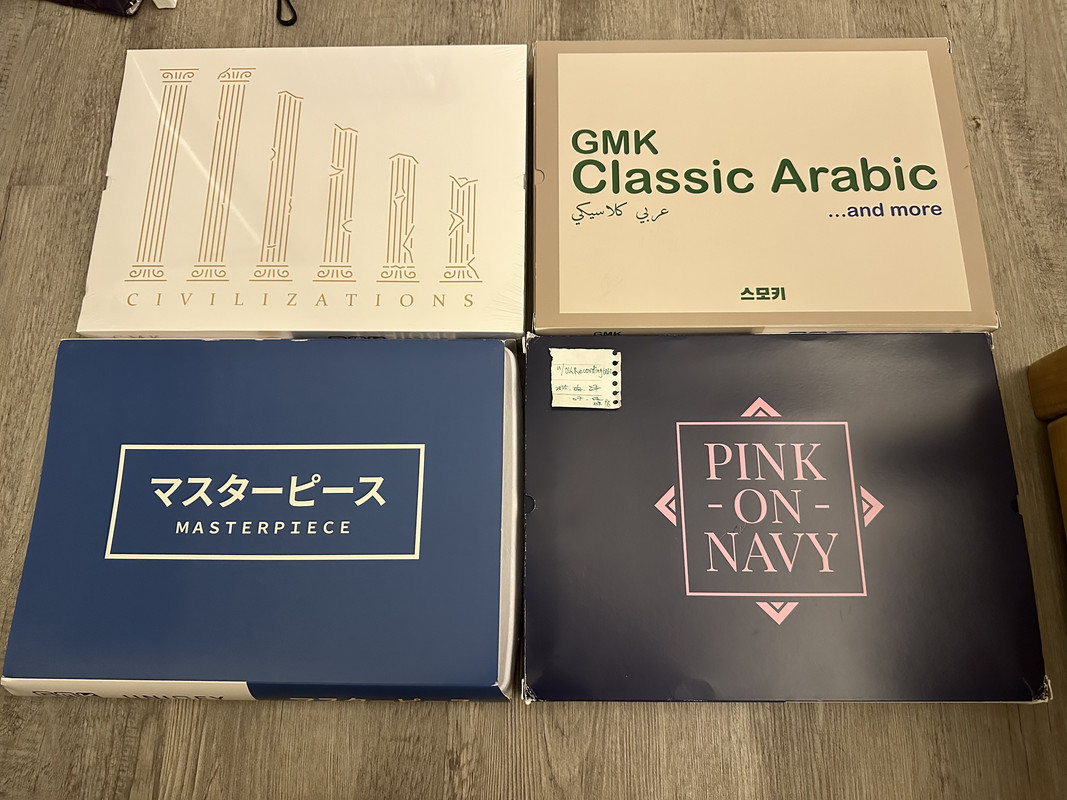 CIVILIZATIONS
GMK
Classic Arabic
عربي كلاسيكي
...and more
스모키
GMK
マスターピース
MASTERPIECE
PINK
- ON -
NAVY